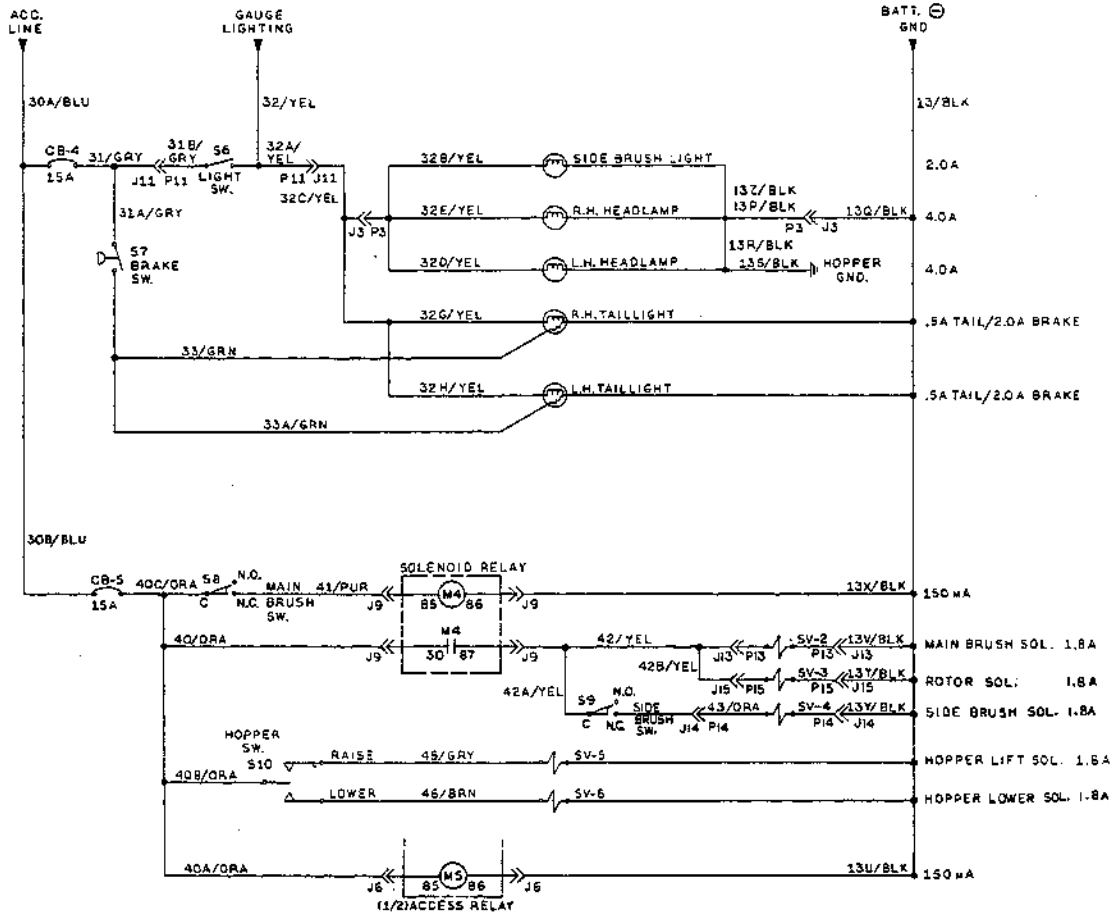 ACC.
LINE
GAUGE
LIGHTING
BATT. ⊖
GND
30A/BLU
32/YEL
13/BLK
CB-4
15A
31/GRY
31B/
GRY
S6
LIGHT
SW.
J11 P11
32A/
YEL
P11 J11
32C/YEL
32B/YEL
SIDE BRUSH LIGHT
2.0A
31A/GRY
J3 P3
32E/YEL
R.H. HEADLAMP
13Z/BLK
13P/BLK
P3 J3
13Q/BLK
4.0A
S7
BRAKE
SW.
32D/YEL
L.H. HEADLAMP
13R/BLK
13S/BLK
HOPPER
GND.
4.0A
32G/YEL
R.H. TAILLIGHT
.5A TAIL/2.0A BRAKE
33/GRN
32H/YEL
L.H. TAILLIGHT
.5A TAIL/2.0A BRAKE
33A/GRN
30B/BLU
CB-5
15A
40C/ORA
S8
N.O.
C
N.C.
MAIN
BRUSH
SW.
41/PUR
J9
SOLENOID RELAY
85
M4
86
J9
13X/BLK
150MA
40/ORA
J9
M4
30
87
J9
42/YEL
J13
P13
SV-2
P13
13V/BLK
J13
MAIN BRUSH SOL. 1.8A
42B/YEL
J15
P15
SV-3
P15
13T/BLK
J15
ROTOR SOL. 1.8A
42A/YEL
S9
N.O.
C
N.C.
SIDE
BRUSH
SW.
J14
43/ORA
P14
SV-4
P14
13Y/BLK
J14
SIDE BRUSH SOL. 1.8A
HOPPER
SW.
S10
RAISE
45/GRY
SV-5
HOPPER LIFT SOL. 1.8A
40B/ORA
LOWER
46/BRN
SV-6
HOPPER LOWER SOL. 1.8A
40A/ORA
J6
85
M5
86
J6
13U/BLK
150MA
(1/2)ACCESS RELAY